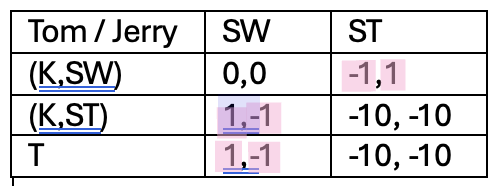 Tom / Jerry SW ST
(K,SW) 0,0 -1,1
(K,ST) 1,-1 -10, -10
T 1,-1 -10, -10